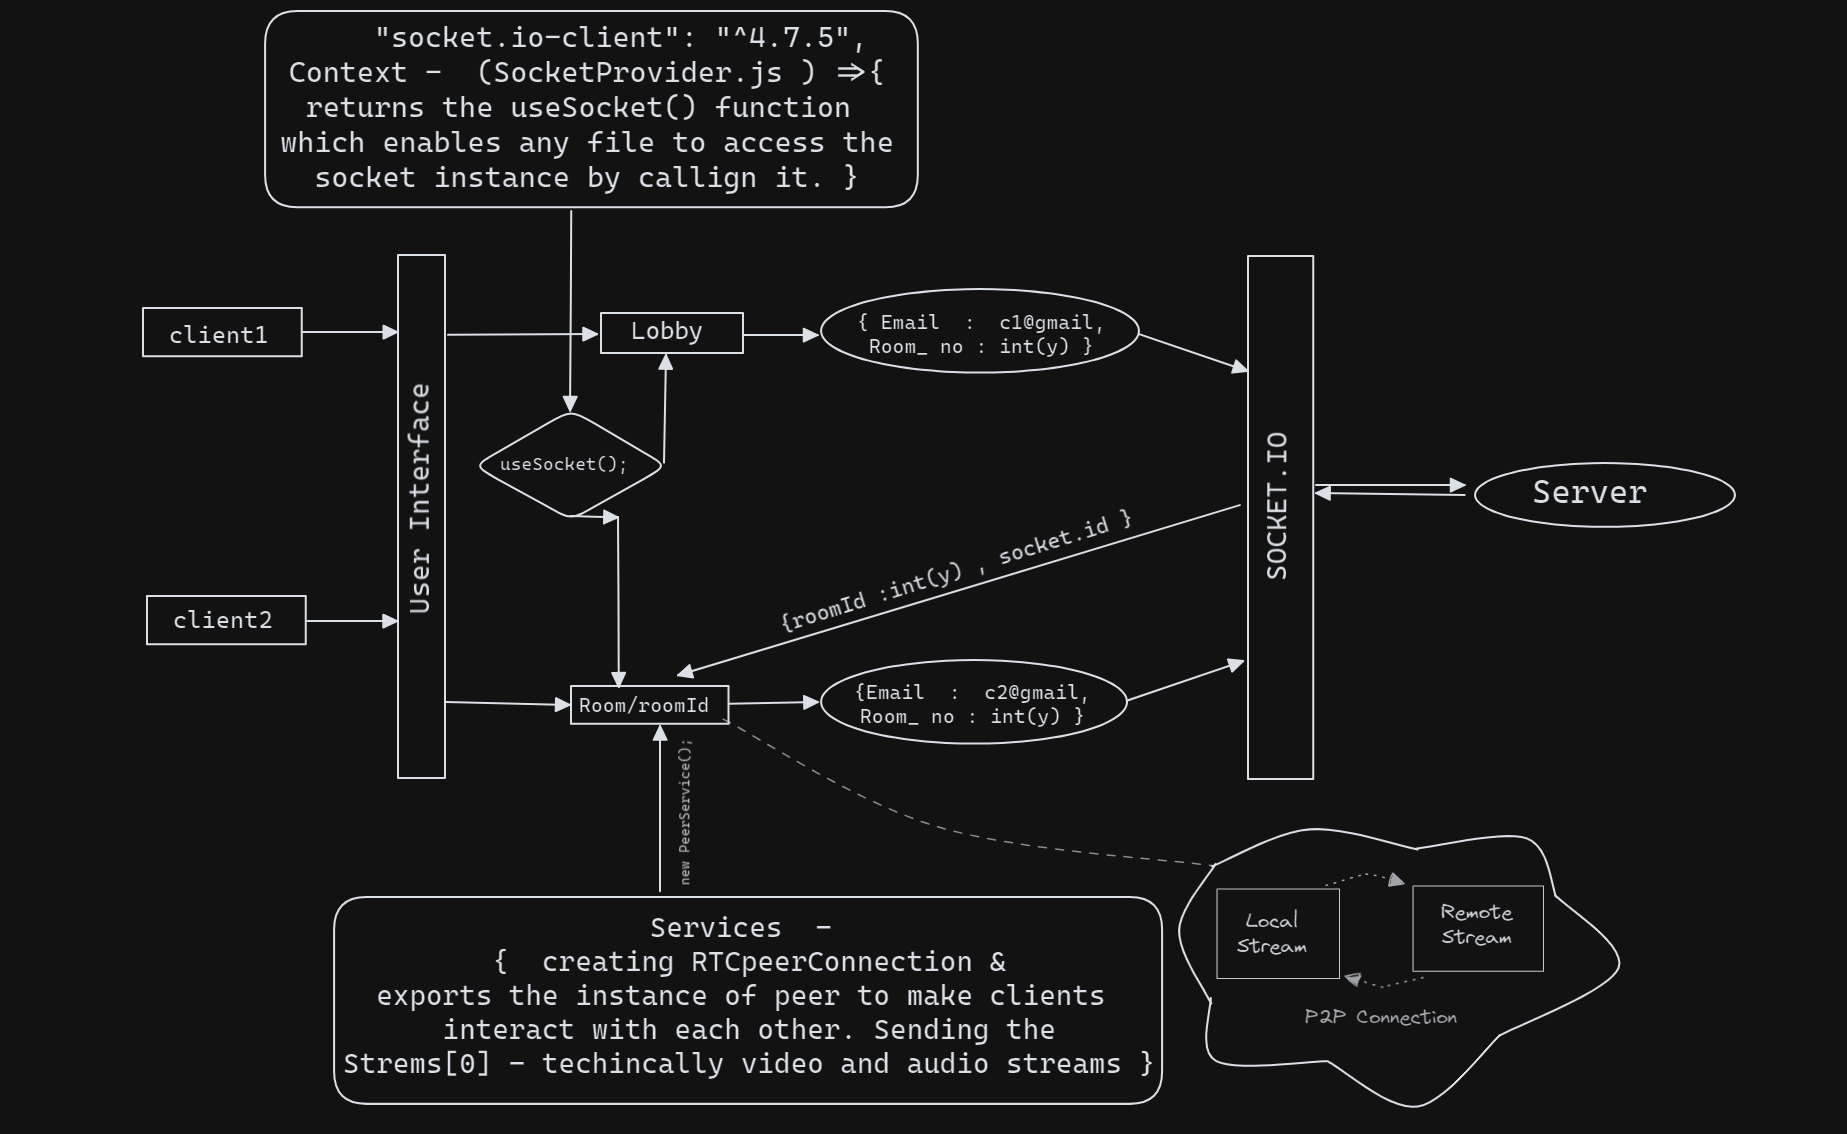 "socket.io-client": "^4.7.5",
Context - (SocketProvider.js ) =>{
returns the useSocket() function
which enables any file to access the
socket instance by callign it. }
client1
Lobby
{ Email : c1@gmail,
Room_ no : int(y) }
User Interface
useSocket();
SOCKET.IO
Server
{roomId :int(y) , socket.id }
client2
Room/roomId
{Email : c2@gmail,
Room_ no : int(y) }
new PeerService();
Services -
{ creating RTCpeerConnection &
exports the instance of peer to make clients
interact with each other. Sending the
Strems[0] - techincally video and audio streams }
Local
Stream
Remote
Stream
P2P Connection